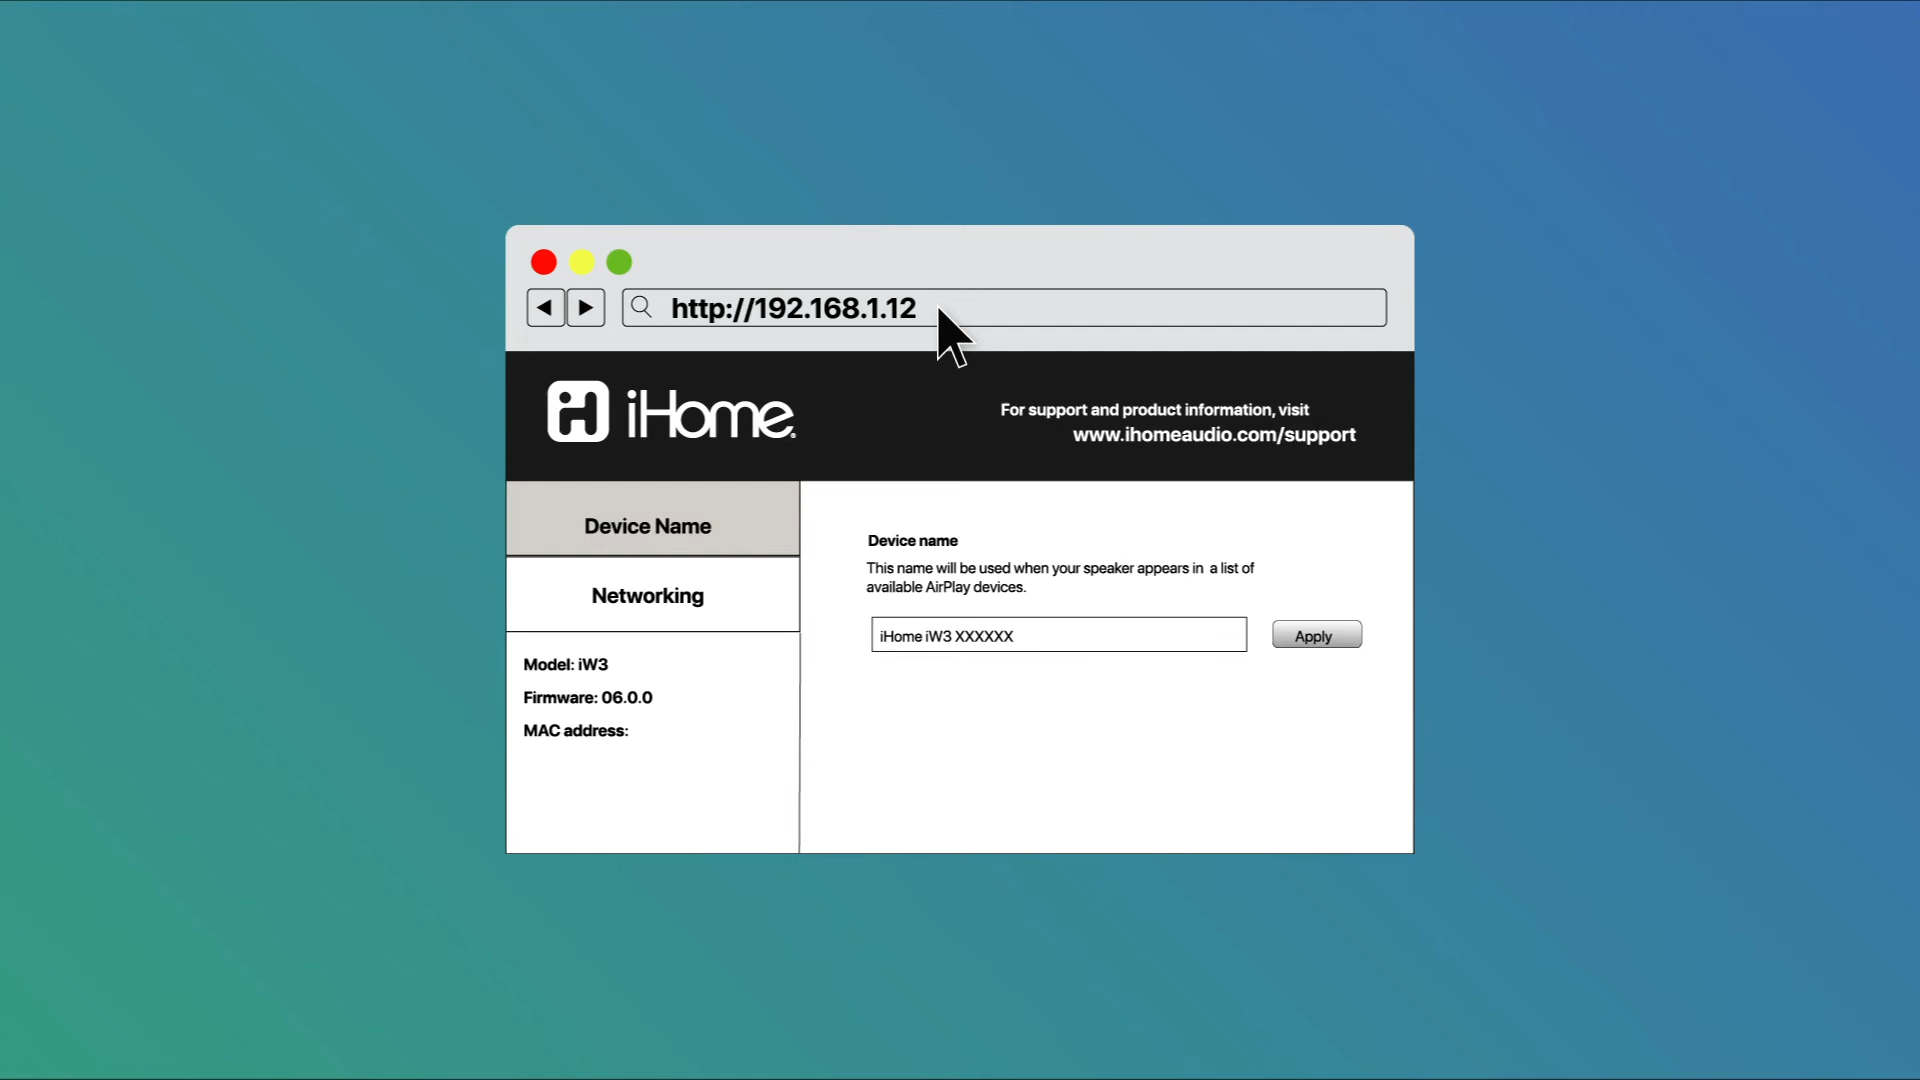 http://192.168.1.12
iHome
For support and product information, visit
www.ihomeaudio.com/support
Device Name
Networking
Model: iW3
Firmware: 06.0.0
MAC address:
Device name
This name will be used when your speaker appears in a list of
available AirPlay devices.
iHome iW3 XXXXXX
Apply